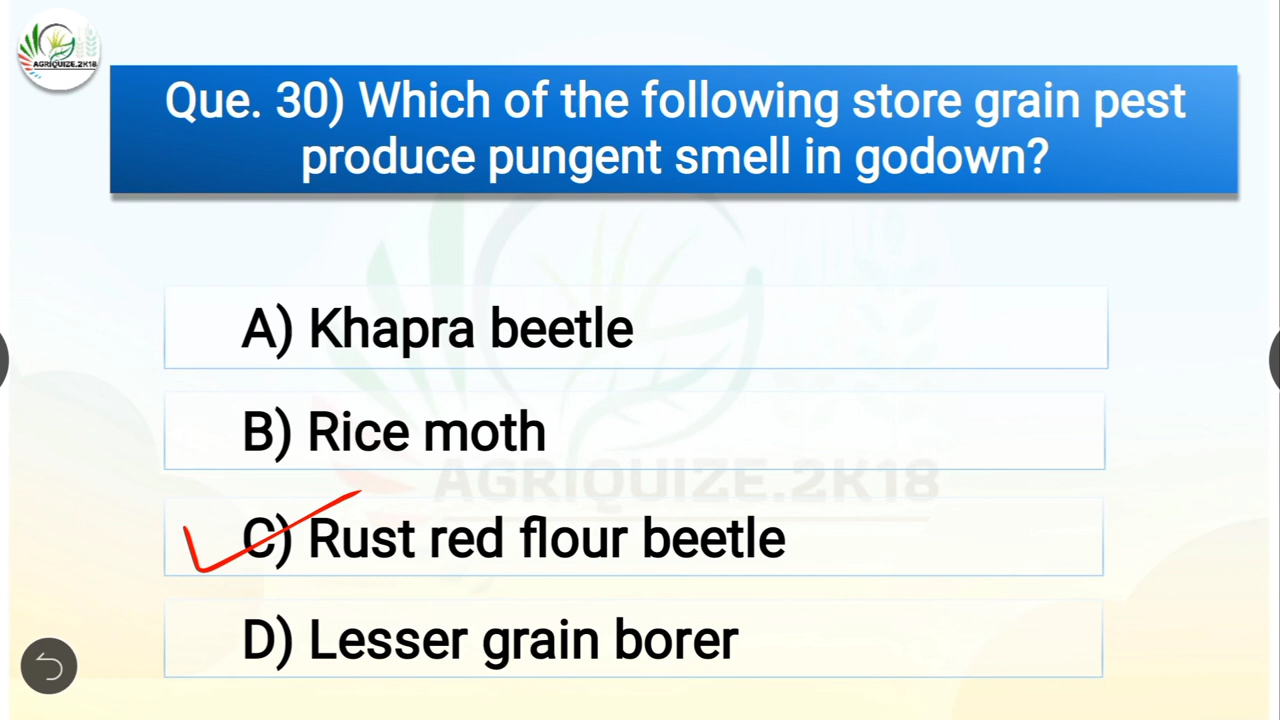 AGRIQUIZE.2K18
Que. 30) Which of the following store grain pest
produce pungent smell in godown?
A) Khapra beetle
B) Rice moth
AGRIQUIZE.2K18
C) Rust red flour beetle
D) Lesser grain borer